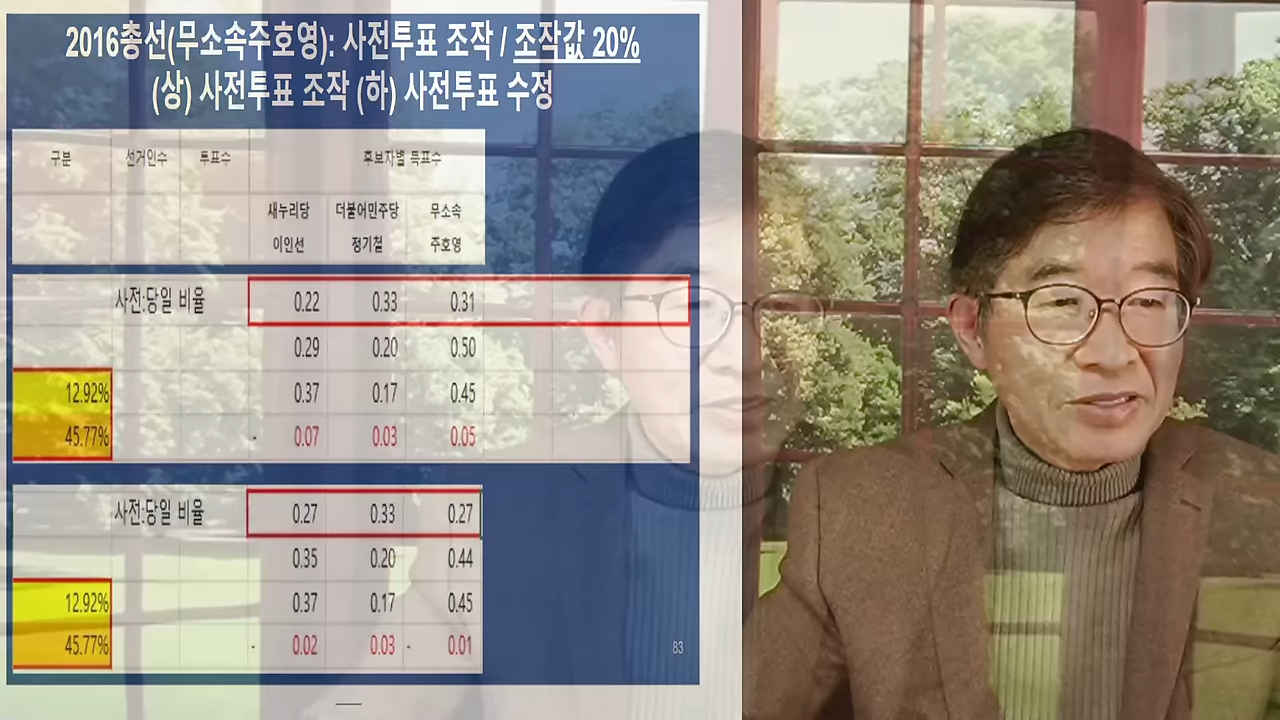 2016총선(무소속주호영): 사전투표 조작 / 조작값 20%
(상) 사전투표 조작 (하) 사전투표 수정
구분 선거인수 투표수 후보자별 득표수
새누리당 더불어민주당 무소속
이인선 정기철 주호영
사전:당일 비율 0.22 0.33 0.31
0.29 0.20 0.50
12.92% 0.37 0.17 0.45
45.77% - 0.07 0.03 0.05
사전:당일 비율 0.27 0.33 0.27
0.35 0.20 0.44
12.92% 0.37 0.17 0.45
45.77% - 0.02 0.03 - 0.01
83